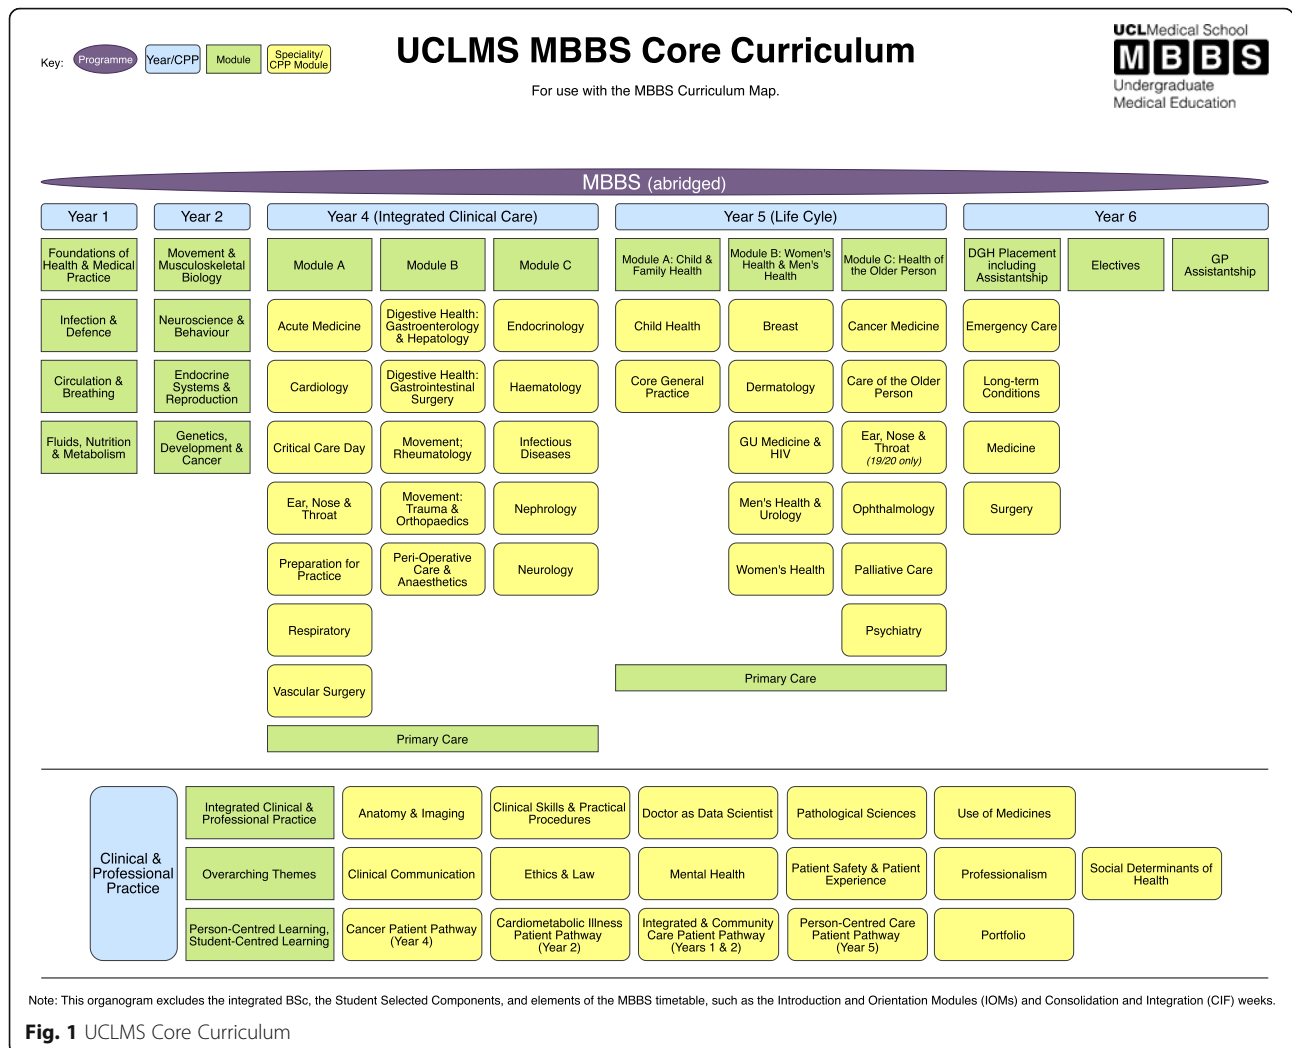 Key:
Programme
Year/CPP
Module
Speciality/
CPP Module
UCLMS MBBS Core Curriculum
For use with the MBBS Curriculum Map.
UCLMedical School
MBBS
Undergraduate
Medical Education
MBBS (abridged)
Year 1
Year 2
Year 4 (Integrated Clinical Care)
Year 5 (Life Cyle)
Year 6
Foundations of
Health & Medical
Practice
Movement &
Musculoskeletal
Biology
Module A
Module B
Module C
Module A: Child &
Family Health
Module B: Women's
Health & Men's
Health
Module C: Health of
the Older Person
DGH Placement
including
Assistantship
Electives
GP
Assistantship
Infection &
Defence
Neuroscience &
Behaviour
Acute Medicine
Digestive Health:
Gastroenterology
& Hepatology
Endocrinology
Child Health
Breast
Cancer Medicine
Emergency Care
Circulation &
Breathing
Endocrine
Systems &
Reproduction
Cardiology
Digestive Health:
Gastrointestinal
Surgery
Haematology
Core General
Practice
Dermatology
Care of the Older
Person
Long-term
Conditions
Fluids, Nutrition
& Metabolism
Genetics,
Development &
Cancer
Critical Care Day
Movement;
Rheumatology
Infectious
Diseases
GU Medicine &
HIV
Ear, Nose &
Throat
(19/20 only)
Medicine
Ear, Nose &
Throat
Movement:
Trauma &
Orthopaedics
Nephrology
Men's Health &
Urology
Ophthalmology
Surgery
Preparation for
Practice
Peri-Operative
Care &
Anaesthetics
Neurology
Women's Health
Palliative Care
Respiratory
Psychiatry
Vascular Surgery
Primary Care
Primary Care
Clinical &
Professional
Practice
Integrated Clinical &
Professional Practice
Anatomy & Imaging
Clinical Skills & Practical
Procedures
Doctor as Data Scientist
Pathological Sciences
Use of Medicines
Overarching Themes
Clinical Communication
Ethics & Law
Mental Health
Patient Safety & Patient
Experience
Professionalism
Social Determinants of
Health
Person-Centred Learning,
Student-Centred Learning
Cancer Patient Pathway
(Year 4)
Cardiometabolic Illness
Patient Pathway
(Year 2)
Integrated & Community
Care Patient Pathway
(Years 1 & 2)
Person-Centred Care
Patient Pathway
(Year 5)
Portfolio
Note: This organogram excludes the integrated BSc, the Student Selected Components, and elements of the MBBS timetable, such as the Introduction and Orientation Modules (IOMs) and Consolidation and Integration (CIF) weeks.
Fig. 1 UCLMS Core Curriculum